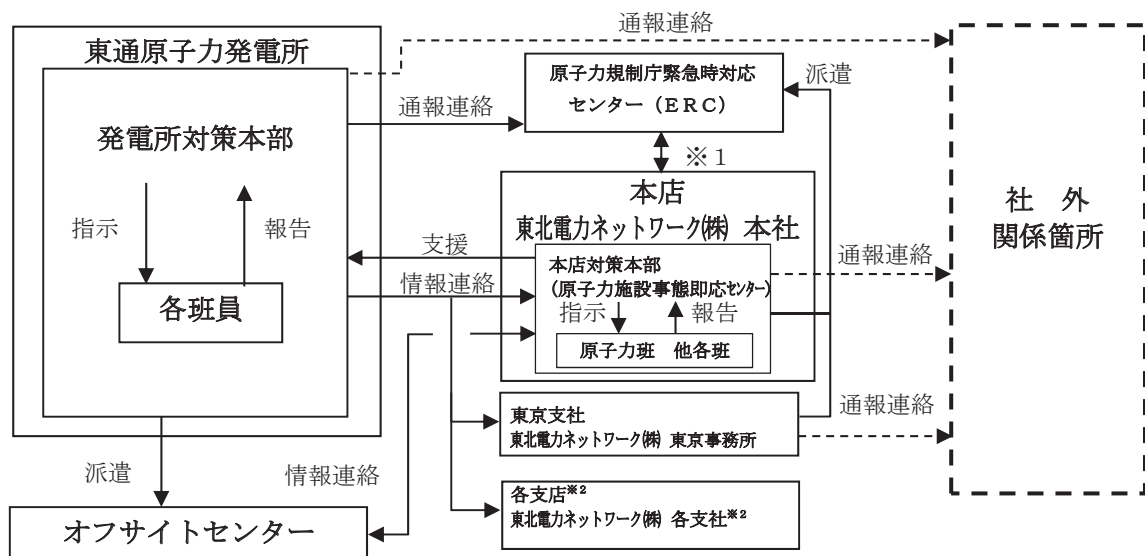 東通原子力発電所
発電所対策本部
指示
報告
各班員
派遣
オフサイトセンター
通報連絡
通報連絡
原子力規制庁緊急時対応
センター（ＥＲＣ）
派遣
※１
本店
東北電力ネットワーク㈱ 本社
本店対策本部
(原子力施設事態即応センター)
指示
報告
原子力班 他各班
支援
情報連絡
情報連絡
東京支社
東北電力ネットワーク㈱ 東京事務所
各支店※2
東北電力ネットワーク㈱ 各支社※2
通報連絡
通報連絡
社 外
関係箇所